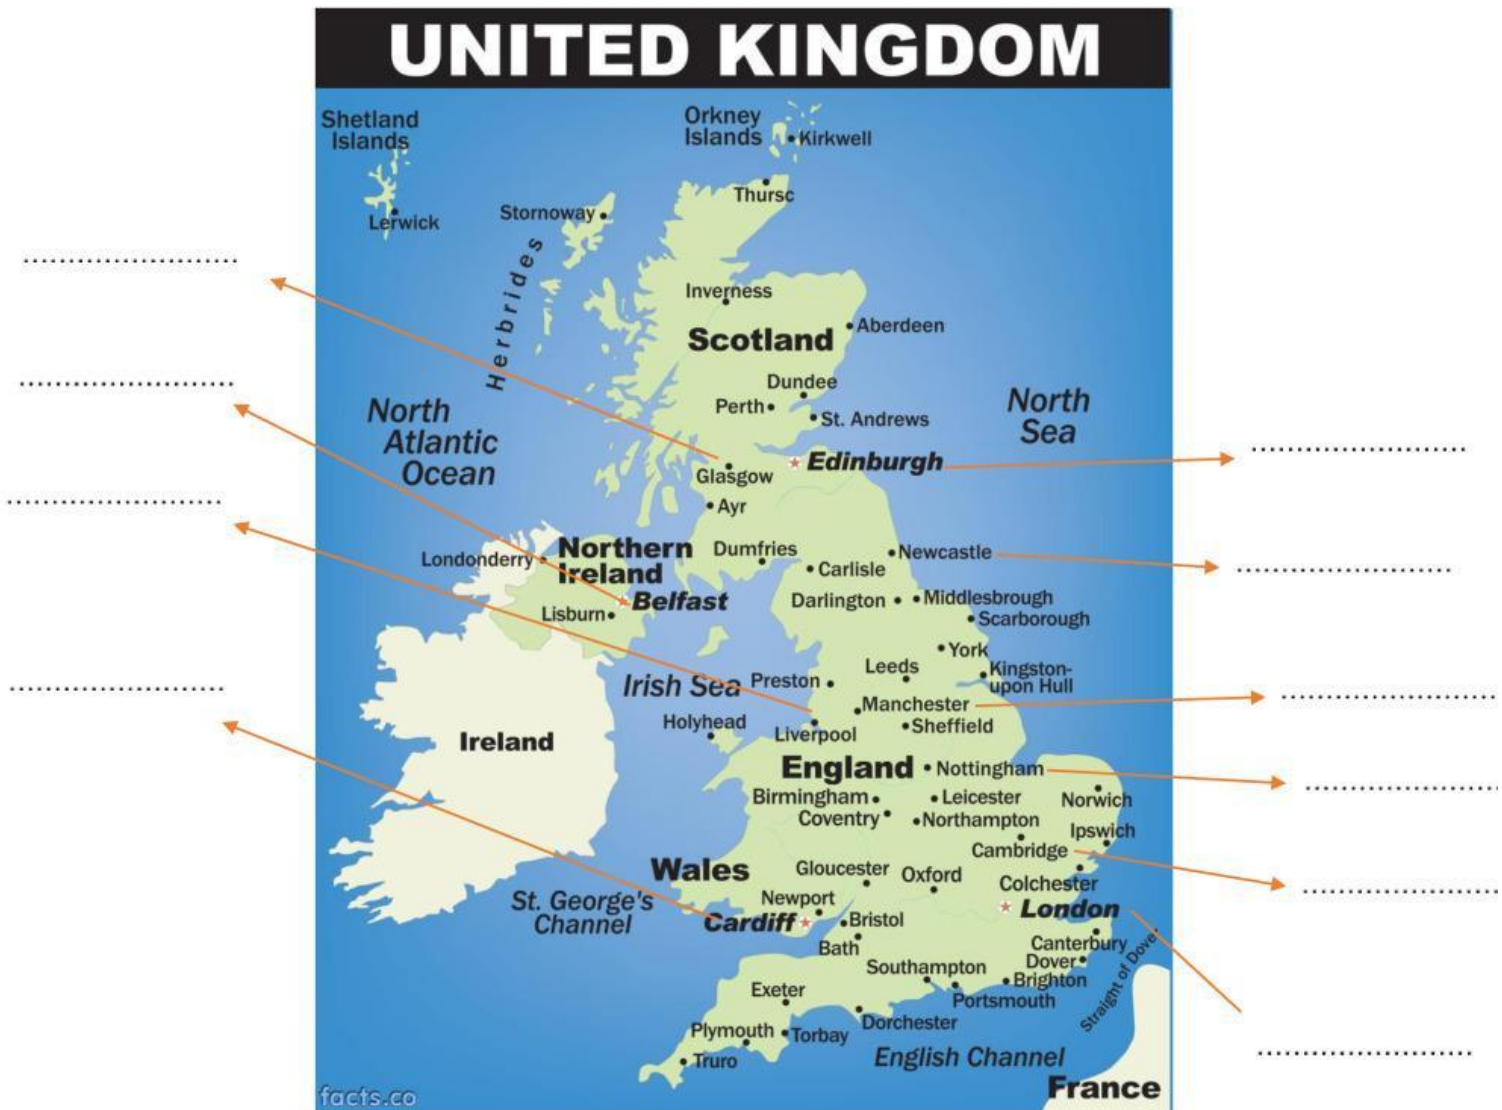 UNITED KINGDOM
Shetland
Islands
Lerwick
Orkney
Islands
Kirkwell
Thursc
Stornoway
Herbrides
Inverness
Aberdeen
Scotland
Dundee
Perth
St. Andrews
North
Atlantic
Ocean
North
Sea
Edinburgh
Glasgow
Ayr
Londonderry
Northern
Ireland
Dumfries
Newcastle
Carlisle
Belfast
Lisburn
Darlington
Middlesbrough
Scarborough
York
Leeds
Kingston-
upon Hull
Irish Sea
Preston
Manchester
Holyhead
Liverpool
Sheffield
Ireland
England
Nottingham
Birmingham
Leicester
Norwich
Coventry
Northampton
Ipswich
Cambridge
Wales
Gloucester
Oxford
Colchester
St. George's
Channel
Newport
London
Cardiff
Bristol
Bath
Canterbury
Dover
Straight of Dover
Southampton
Brighton
Portsmouth
Exeter
Dorchester
Plymouth
Torbay
English Channel
Truro
France
facts.co